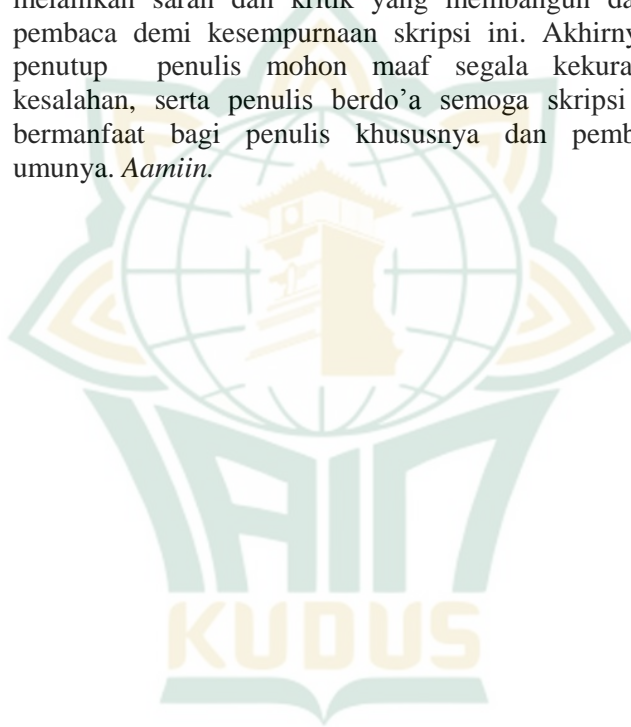 melainkan saran dan kritik yang membangun da
pembaca demi kesempurnaan skripsi ini. Akhirny
penutup penulis mohon maaf segala kekura
kesalahan, serta penulis berdo’a semoga skripsi
bermanfaat bagi penulis khususnya dan pemb
umunya. Aamiin.
IAIN
KUDUS